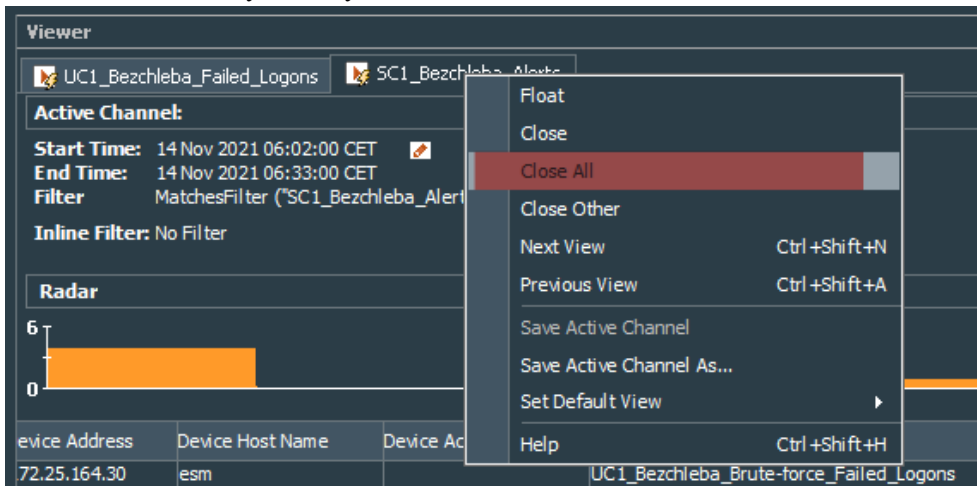 Viewer
UC1_Bezchleba_Failed_Logons
SC1_Bezchleba_Alerts
Active Channel:
Start Time: 14 Nov 2021 06:02:00 CET
End Time: 14 Nov 2021 06:33:00 CET
Filter MatchesFilter ("SC1_Bezchleba_Alert
Inline Filter: No Filter
Radar
6
0
Float
Close
Close All
Close Other
Next View Ctrl+Shift+N
Previous View Ctrl+Shift+A
Save Active Channel
Save Active Channel As...
Set Default View
Help Ctrl+Shift+H
evice Address Device Host Name Device Ac
72.25.164.30 esm UC1_Bezchleba_Brute-force_Failed_Logons